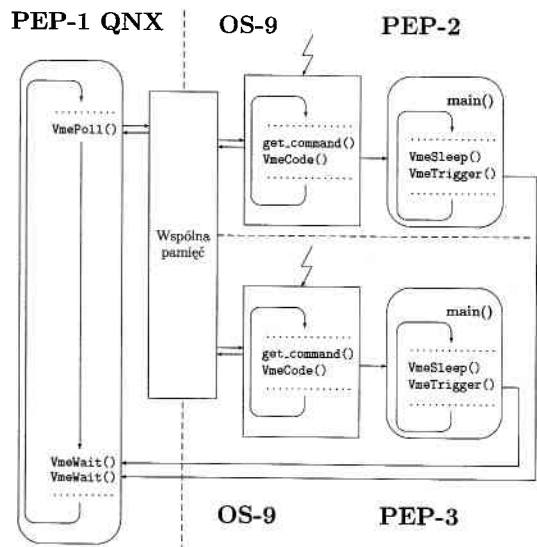 PEP-1 QNX
OS-9
PEP-2
VmePoll()
Wspólna
pamięć
get_command()
VmeCode()
main()
VmeSleep()
VmeTrigger()
get_command()
VmeCode()
main()
VmeSleep()
VmeTrigger()
VmeWait()
VmeWait()
OS-9
PEP-3